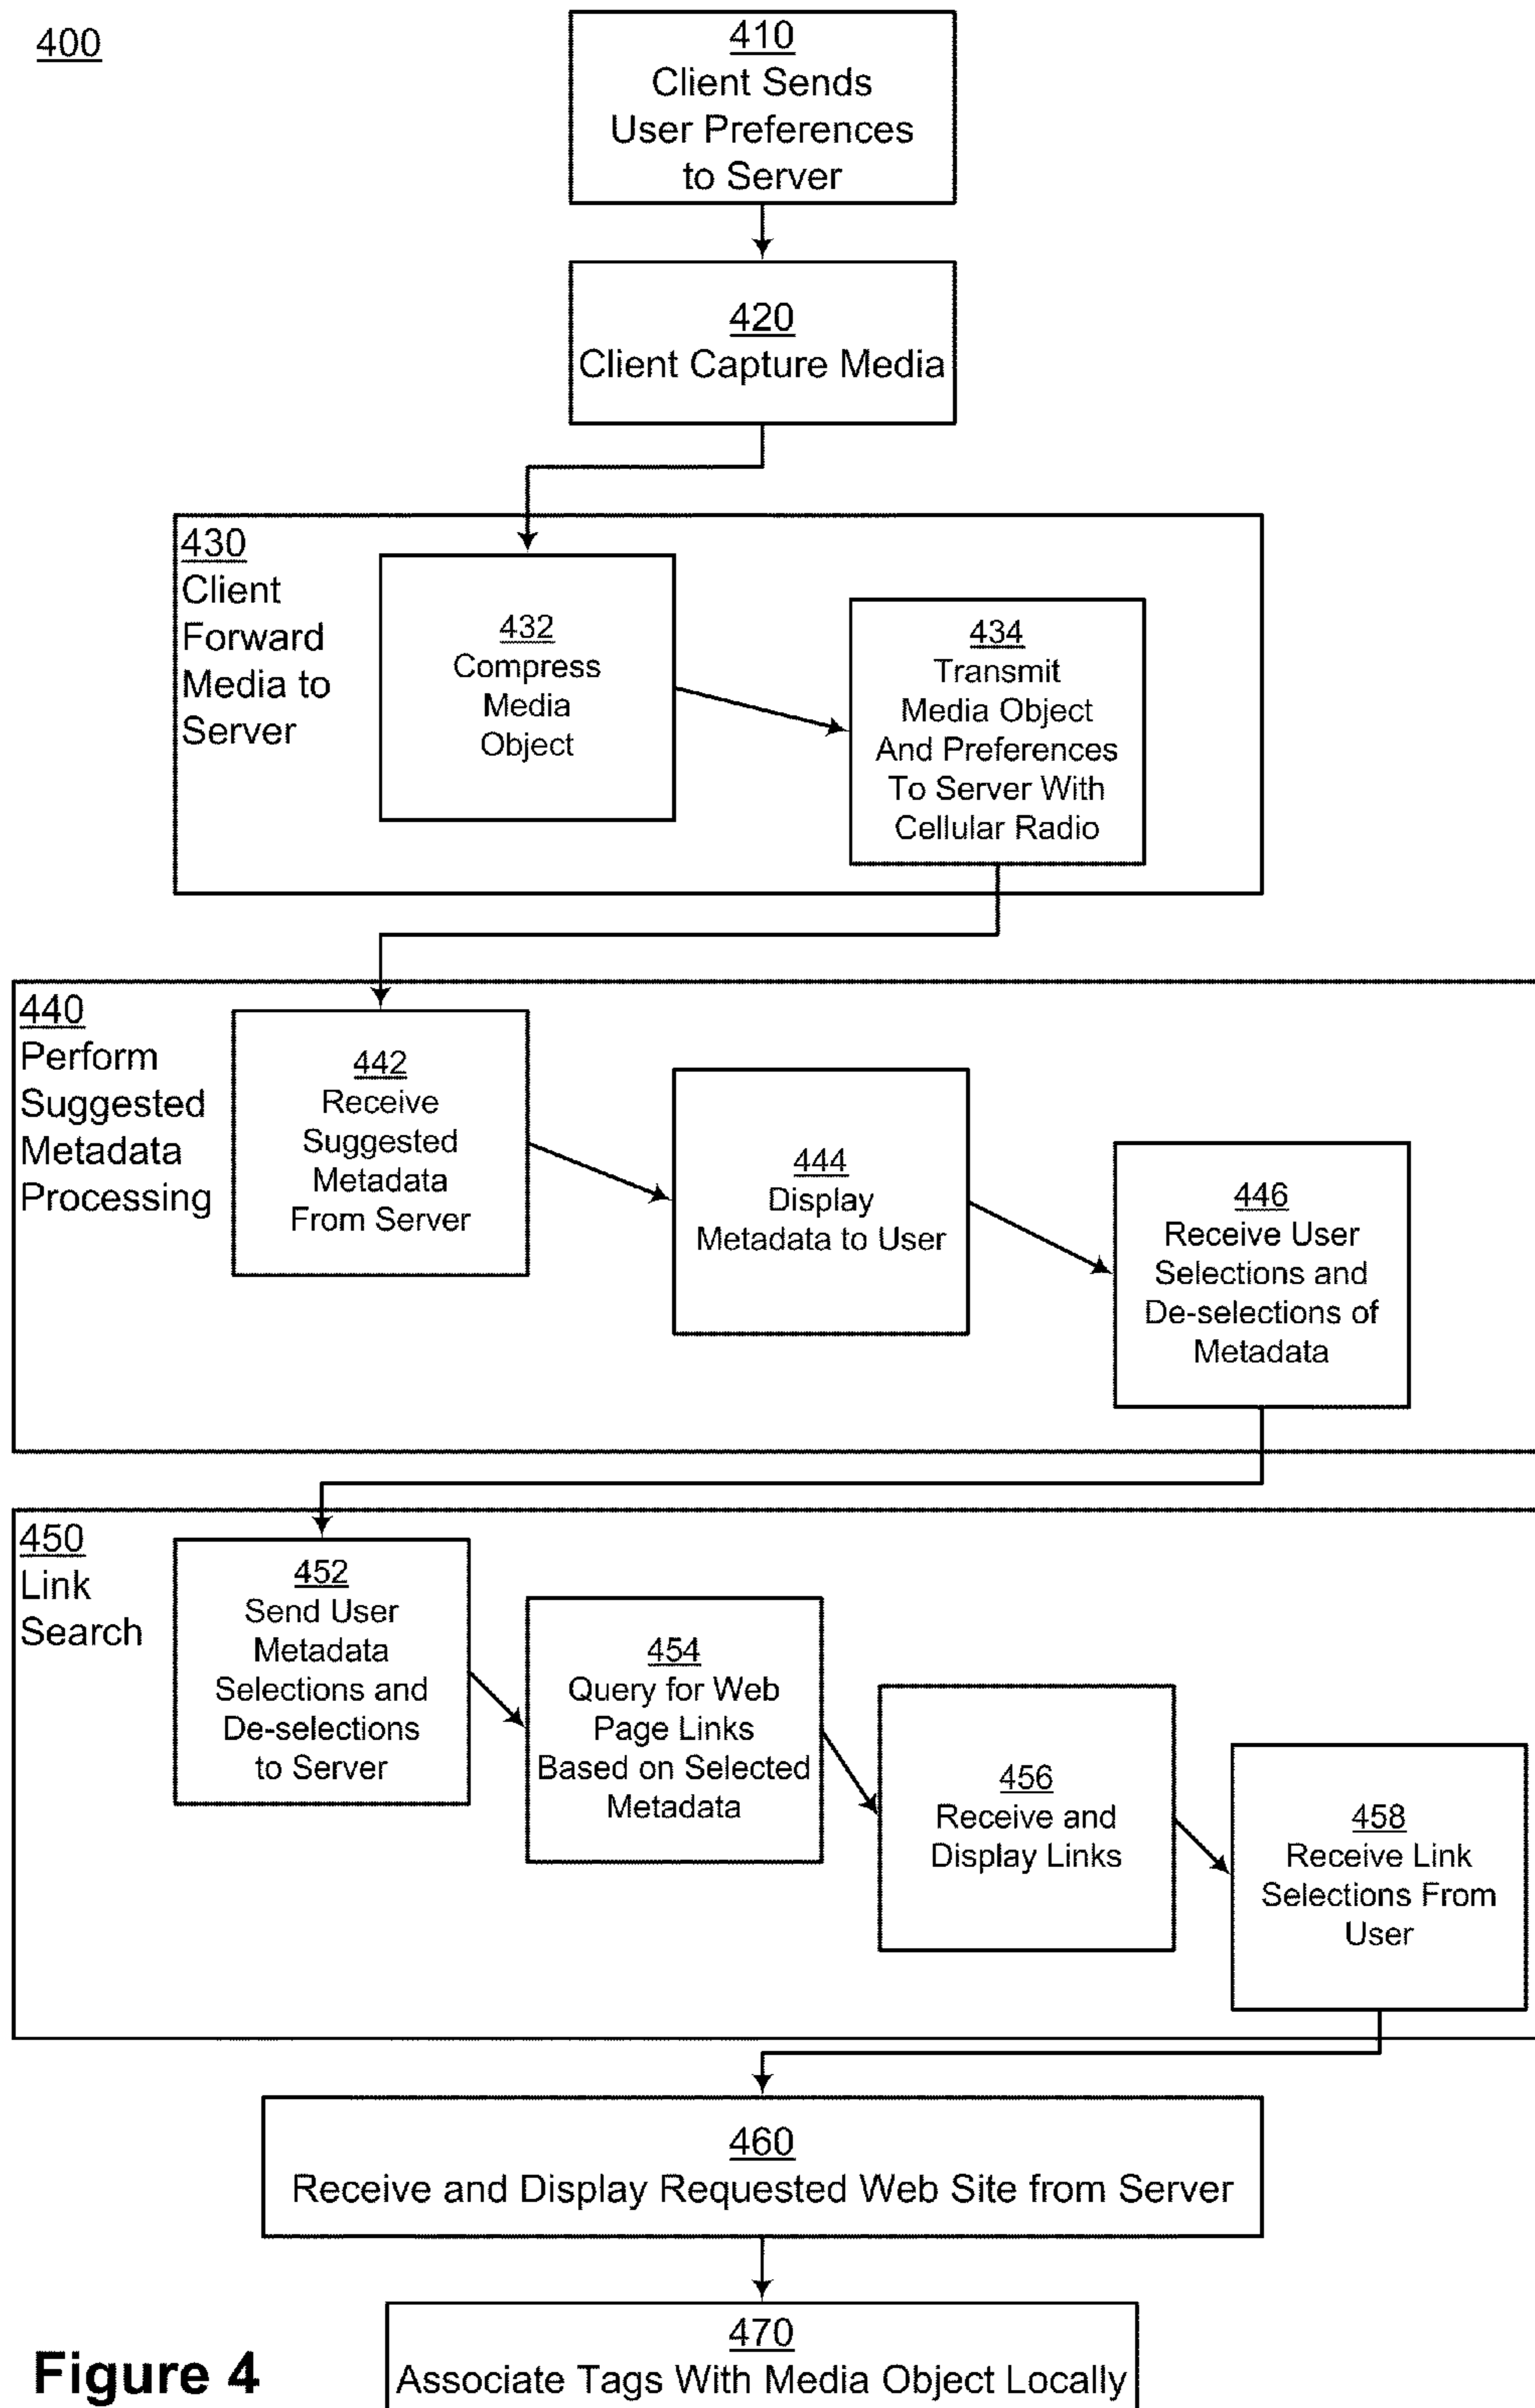 400
410
Client Sends
User Preferences
to Server
420
Client Capture Media
430
Client
Forward
Media to
Server
432
Compress
Media
Object
434
Transmit
Media Object
And Preferences
To Server With
Cellular Radio
440
Perform
Suggested
Metadata
Processing
442
Receive
Suggested
Metadata
From Server
444
Display
Metadata to User
446
Receive User
Selections and
De-selections of
Metadata
450
Link
Search
452
Send User
Metadata
Selections and
De-selections
to Server
454
Query for Web
Page Links
Based on Selected
Metadata
456
Receive and
Display Links
458
Receive Link
Selections From
User
460
Receive and Display Requested Web Site from Server
470
Associate Tags With Media Object Locally
Figure 4